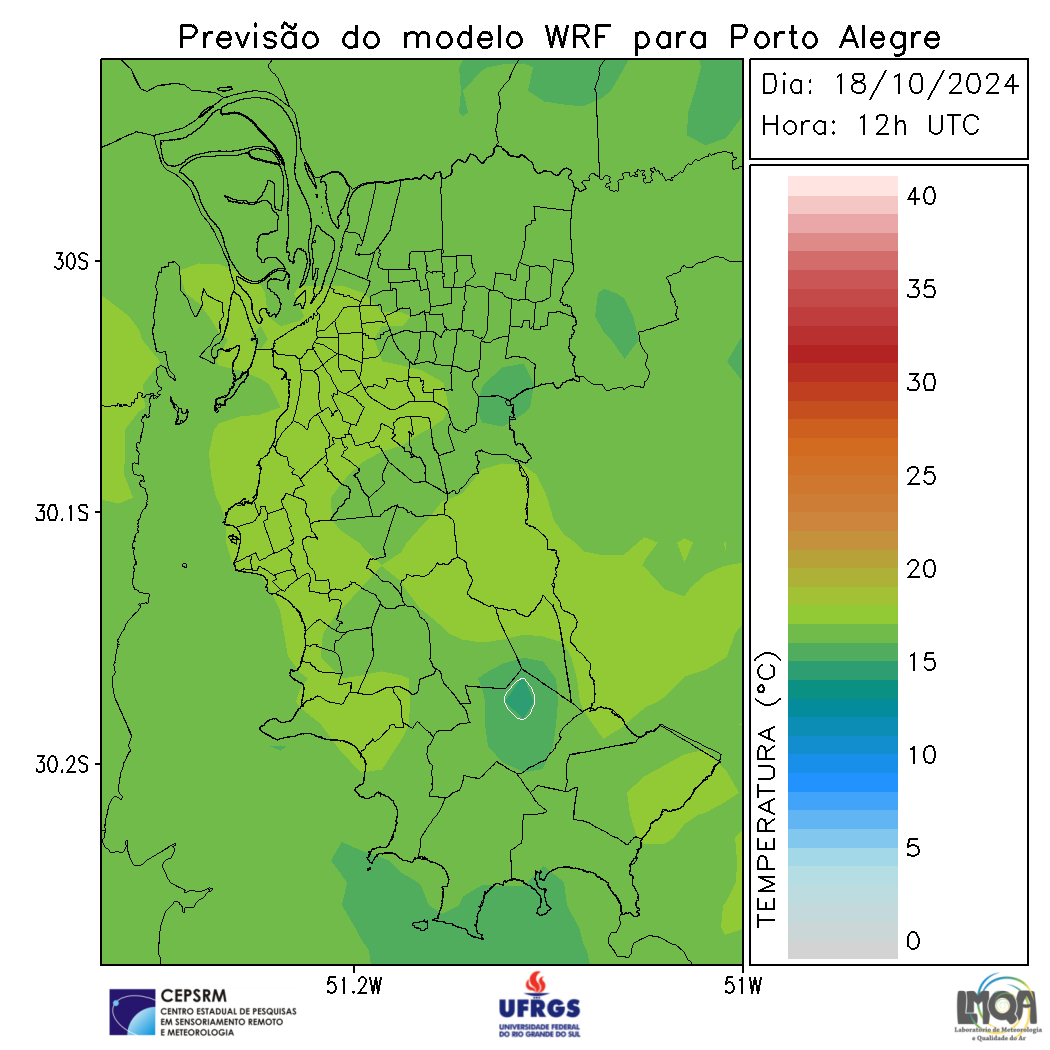 Previsão do modelo WRF para Porto Alegre
Dia: 18/10/2024
Hora: 12h UTC
40
35
30
25
20
15
10
5
0
TEMPERATURA (°C)
30S
30.1S
30.2S
51.2W
51W
CEPSRM
CENTRO ESTADUAL DE PESQUISAS
EM SENSORIAMENTO REMOTO
E METEOROLOGIA
UFRGS
UNIVERSIDADE FEDERAL
DO RIO GRANDE DO SUL
LMQA
Laboratório de Meteorologia
e Qualidade do Ar